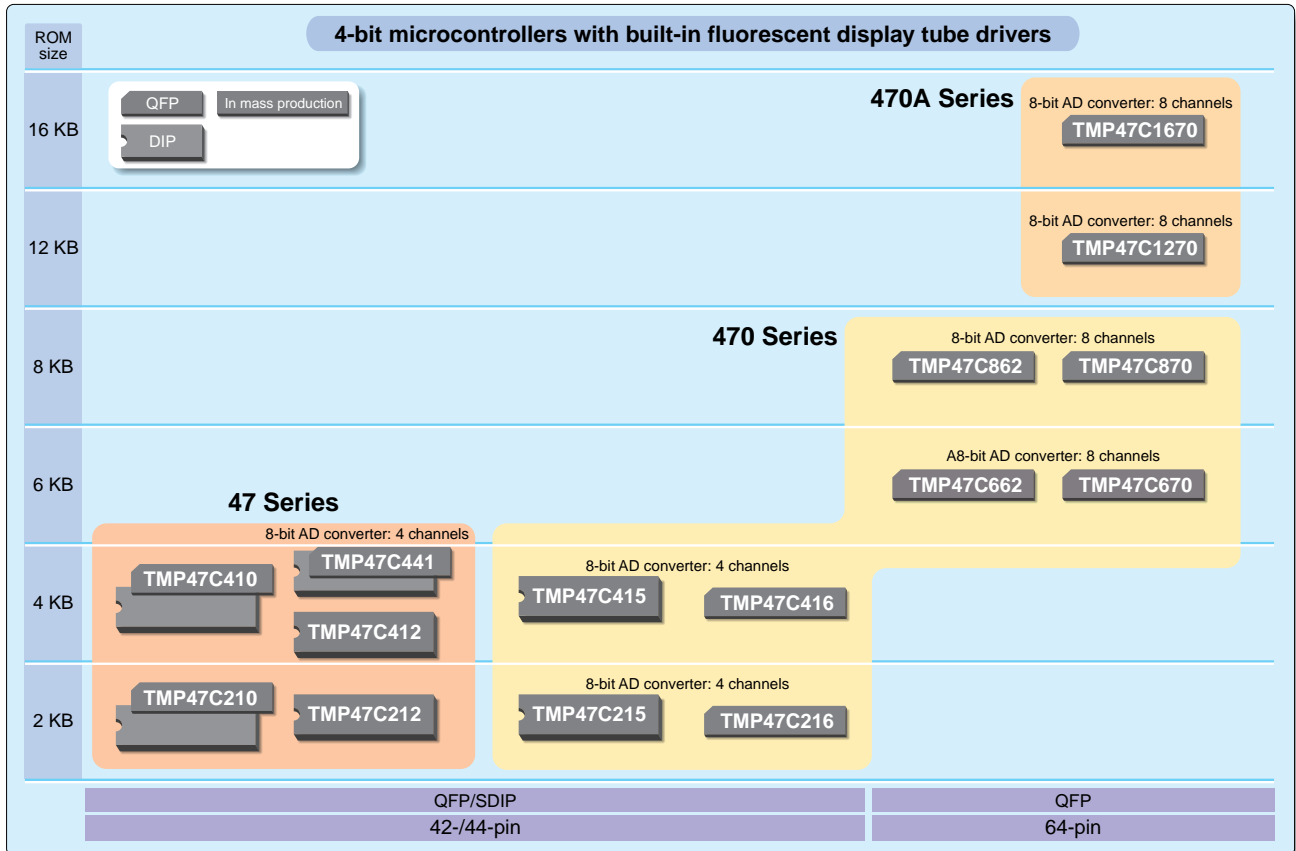 ROM
size
4-bit microcontrollers with built-in fluorescent display tube drivers
QFP
In mass production
DIP
16 KB
470A Series
8-bit AD converter: 8 channels
TMP47C1670
12 KB
8-bit AD converter: 8 channels
TMP47C1270
8 KB
470 Series
8-bit AD converter: 8 channels
TMP47C862
TMP47C870
6 KB
A8-bit AD converter: 8 channels
TMP47C662
TMP47C670
47 Series
8-bit AD converter: 4 channels
4 KB
TMP47C410
TMP47C441
TMP47C412
8-bit AD converter: 4 channels
TMP47C415
TMP47C416
2 KB
TMP47C210
TMP47C212
8-bit AD converter: 4 channels
TMP47C215
TMP47C216
QFP/SDIP
QFP
42-/44-pin
64-pin